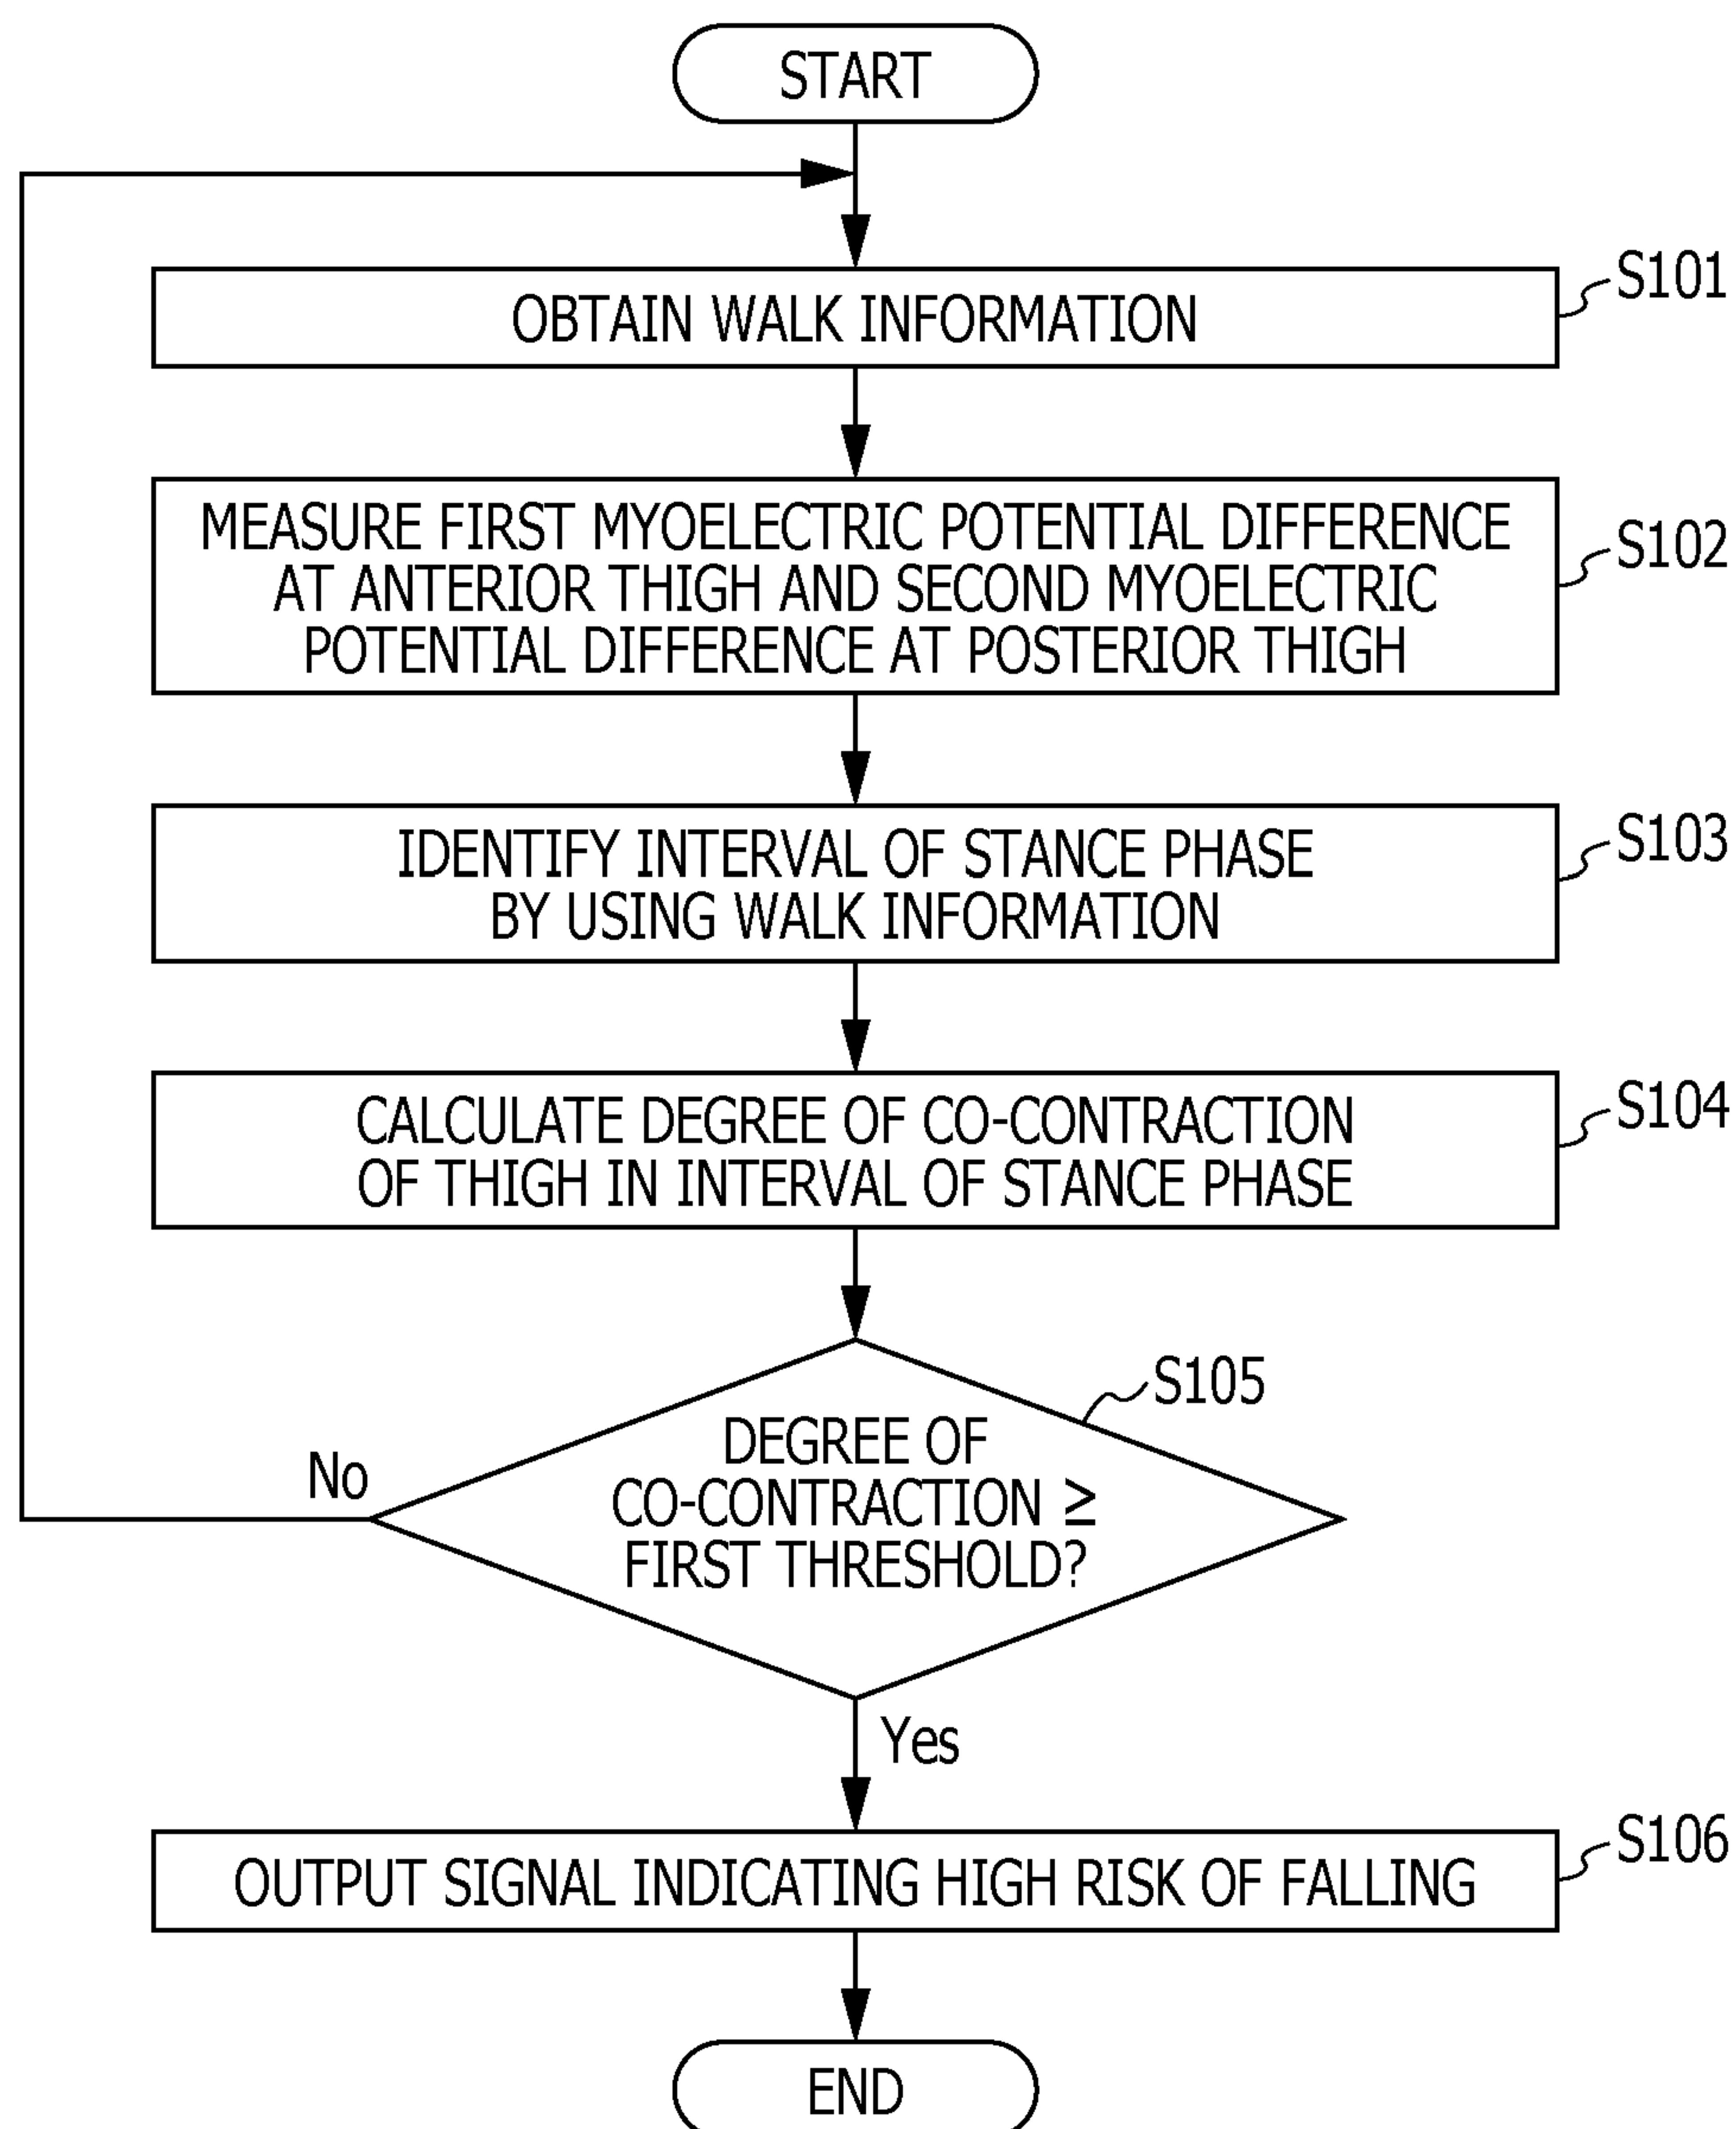 START
OBTAIN WALK INFORMATION
S101
MEASURE FIRST MYOELECTRIC POTENTIAL DIFFERENCE
AT ANTERIOR THIGH AND SECOND MYOELECTRIC
POTENTIAL DIFFERENCE AT POSTERIOR THIGH
S102
IDENTIFY INTERVAL OF STANCE PHASE
BY USING WALK INFORMATION
S103
CALCULATE DEGREE OF CO-CONTRACTION
OF THIGH IN INTERVAL OF STANCE PHASE
S104
S105
DEGREE OF
CO-CONTRACTION ≥
FIRST THRESHOLD?
No
Yes
OUTPUT SIGNAL INDICATING HIGH RISK OF FALLING
S106
END